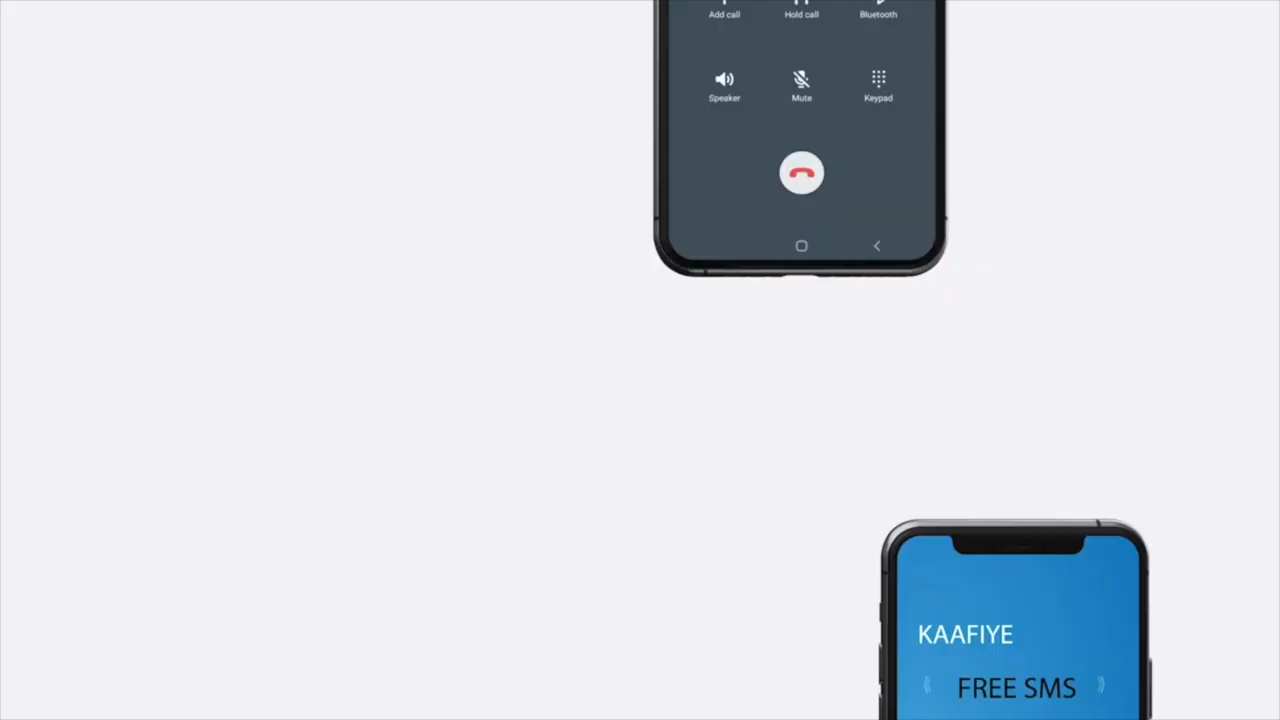 Add call Hold call Bluetooth
Speaker Mute Keypad
KAAFIYE
FREE SMS